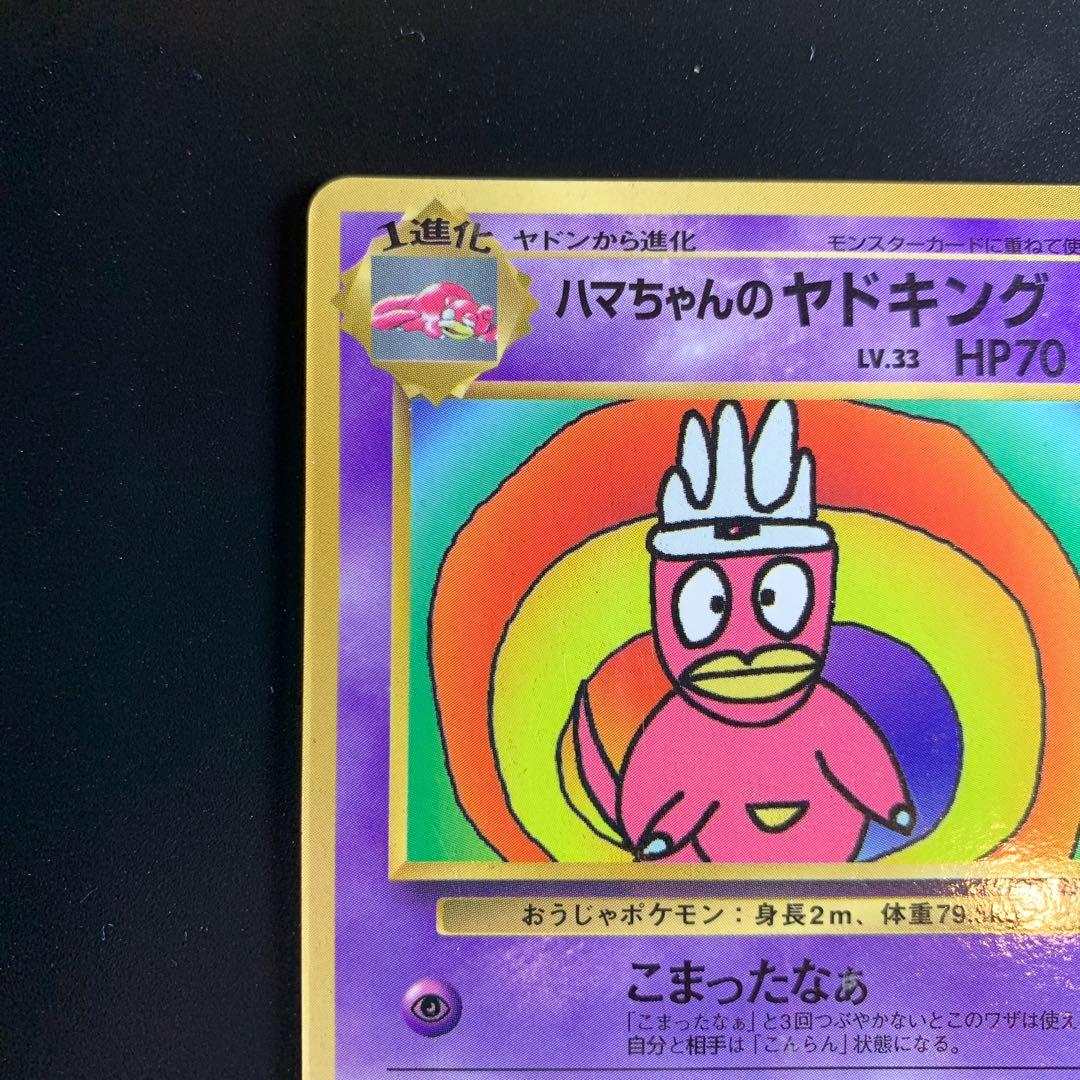 1進化
ヤドンから進化
モンスターカードに重ねて使
ハマちゃんのヤドキング
LV.33 HP70
おうじゃポケモン：身長2m、体重79.5kg
こまったなぁ
「こまったなぁ」と3回つぶやかないとこのワザは使え
自分と相手は「こんらん」状態になる。